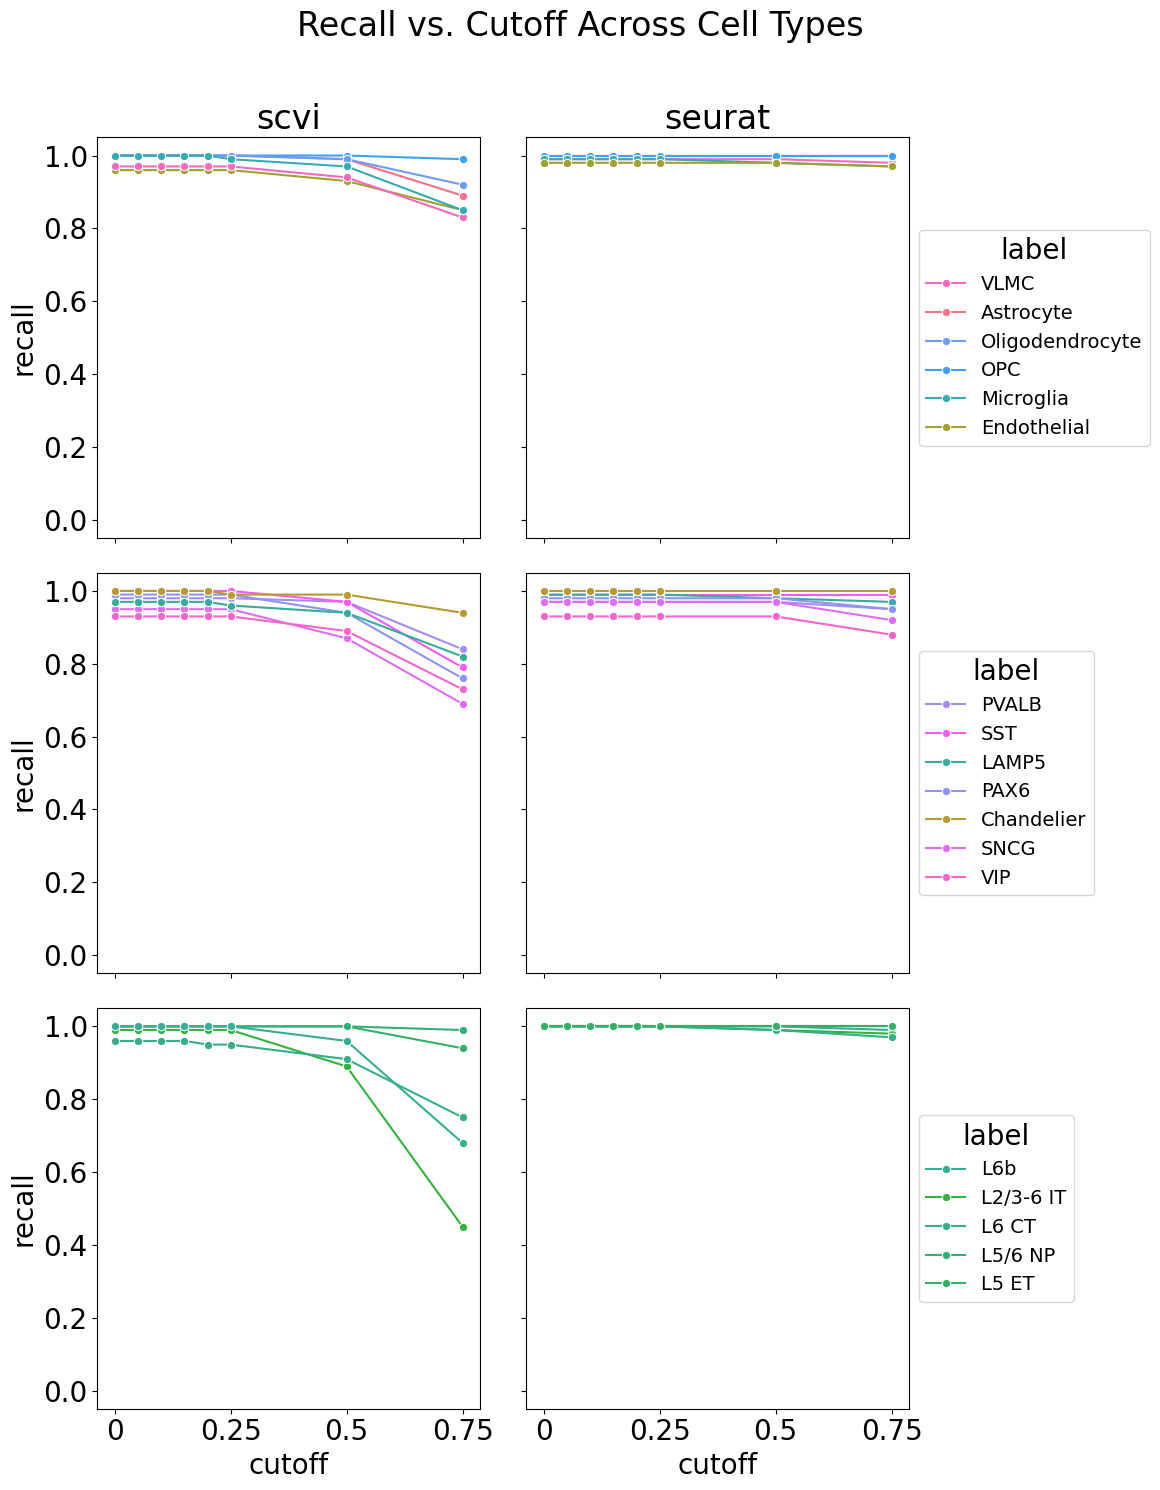 Recall vs. Cutoff Across Cell Types
scvi
seurat
1.0
0.8
0.6
0.4
0.2
0.0
recall
label
VLMC
Astrocyte
Oligodendrocyte
OPC
Microglia
Endothelial
1.0
0.8
0.6
0.4
0.2
0.0
recall
label
PVALB
SST
LAMP5
PAX6
Chandelier
SNCG
VIP
1.0
0.8
0.6
0.4
0.2
0.0
recall
label
L6b
L2/3-6 IT
L6 CT
L5/6 NP
L5 ET
0 0.25 0.5 0.75
cutoff
0 0.25 0.5 0.75
cutoff